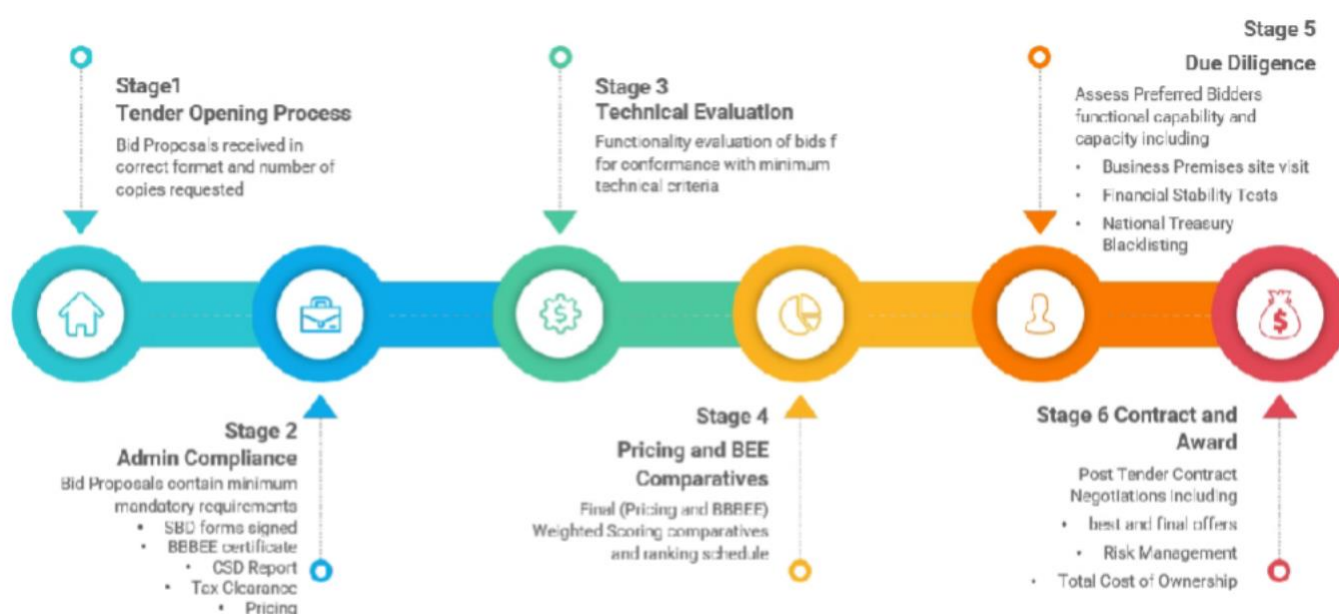 Stage1
Tender Opening Process
Bid Proposals received in
correct format and number of
copies requested
Stage 2
Admin Compliance
Bid Proposals contain minimum
mandatory requirements
• SBD forms signed
• BBBEE certificate
• CSD Report
• Tax Clearance
• Pricing
Stage 3
Technical Evaluation
Functionality evaluation of bids f
for conformance with minimum
technical criteria
Stage 4
Pricing and BEE
Comparatives
Final (Pricing and BBBEE)
Weighted Scoring comparatives
and ranking schedule
Stage 5
Due Diligence
Assess Preferred Bidders
functional capability and
capacity including
• Business Premises site visit
• Financial Stability Tests
• National Treasury
Blacklisting
Stage 6 Contract and
Award
Post Tender Contract
Negotiations Including
• best and final offers
• Risk Management
• Total Cost of Ownership